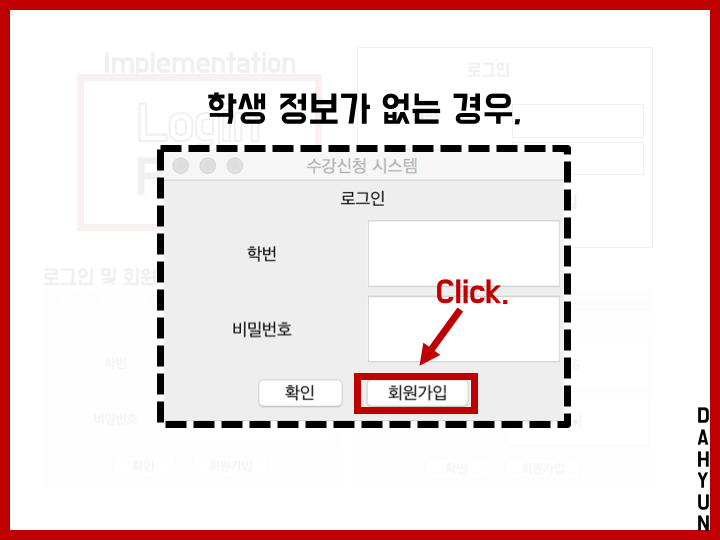 Implementation
로그인
Login
학생 정보가 없는 경우,
수강신청 시스템
로그인
학번
로그인 및 회원
Click.
비밀번호
학번
확인
회원가입
비밀번호
확인
회원가입
확인
회원가입
DAHYUN